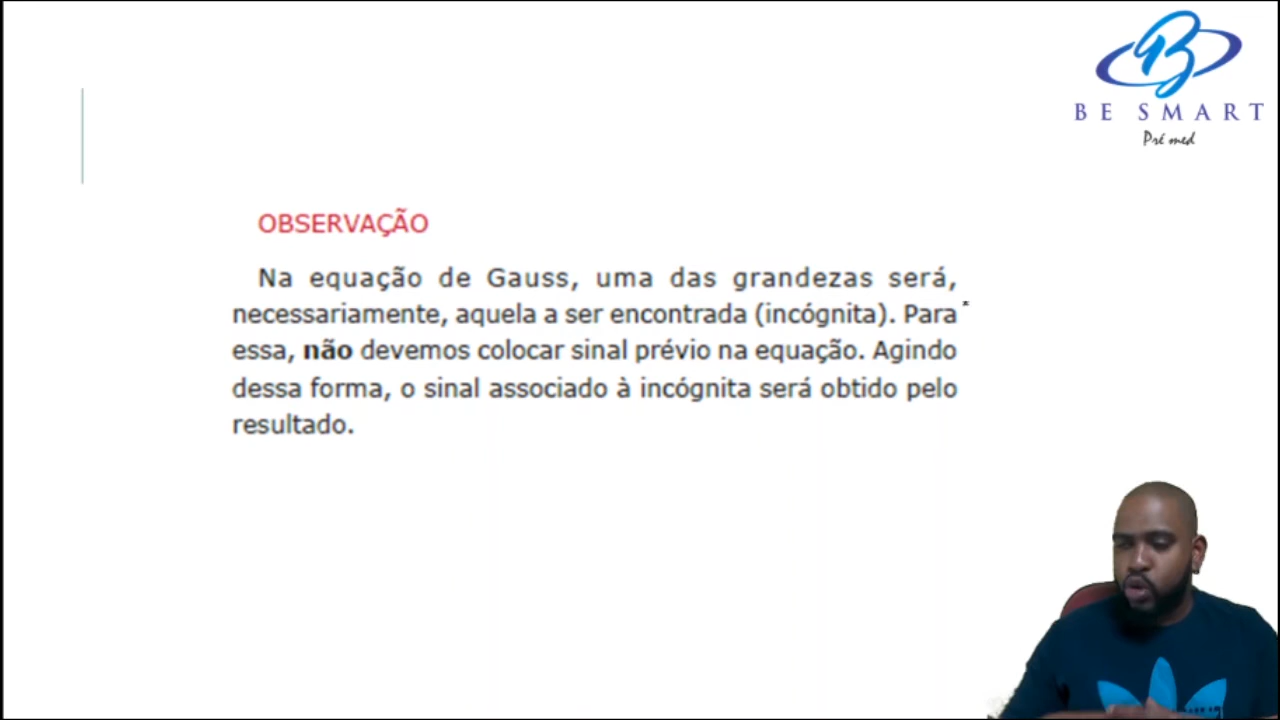 BE SMART
Pré med
OBSERVAÇÃO
Na equação de Gauss, uma das grandezas será,
necessariamente, aquela a ser encontrada (incógnita). Para
essa, não devemos colocar sinal prévio na equação. Agindo
dessa forma, o sinal associado à incógnita será obtido pelo
resultado.